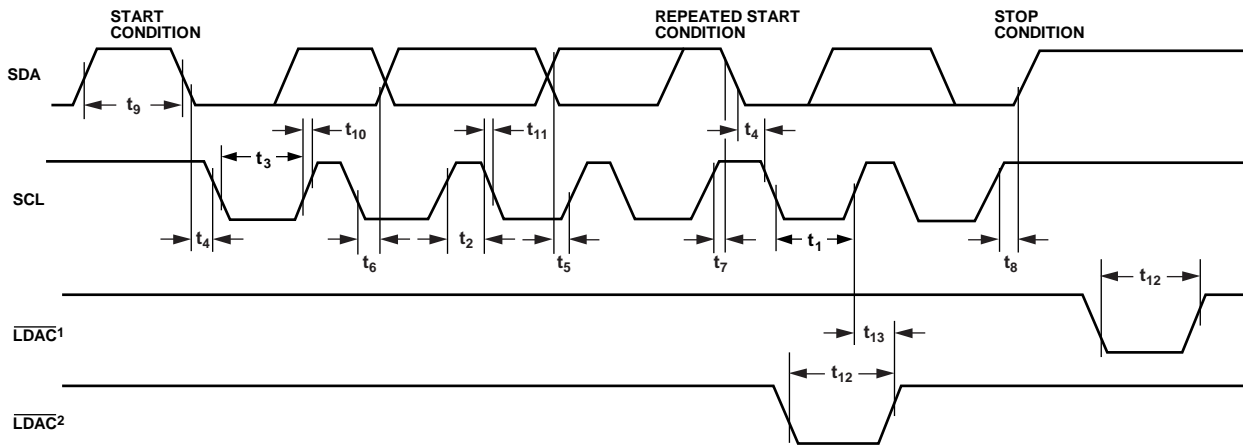 START
CONDITION
REPEATED START
CONDITION
STOP
CONDITION
SDA
t9
t10
t11
t4
t3
SCL
t4
t6
t2
t5
t7
t1
t8
t12
LDAC1
t13
t12
LDAC2